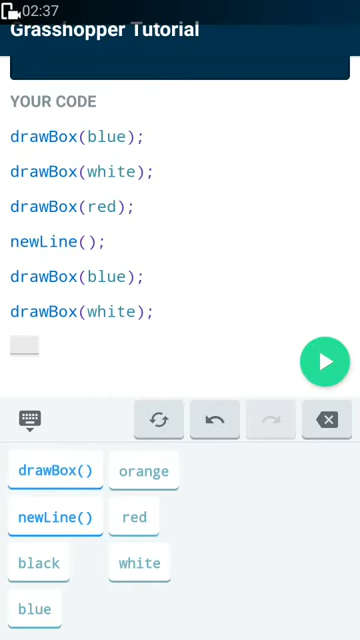 02:37
Grasshopper Tutorial
YOUR CODE
drawBox(blue);
drawBox(white);
drawBox(red);
newLine();
drawBox(blue);
drawBox(white);
drawBox() orange
newLine() red
black white
blue